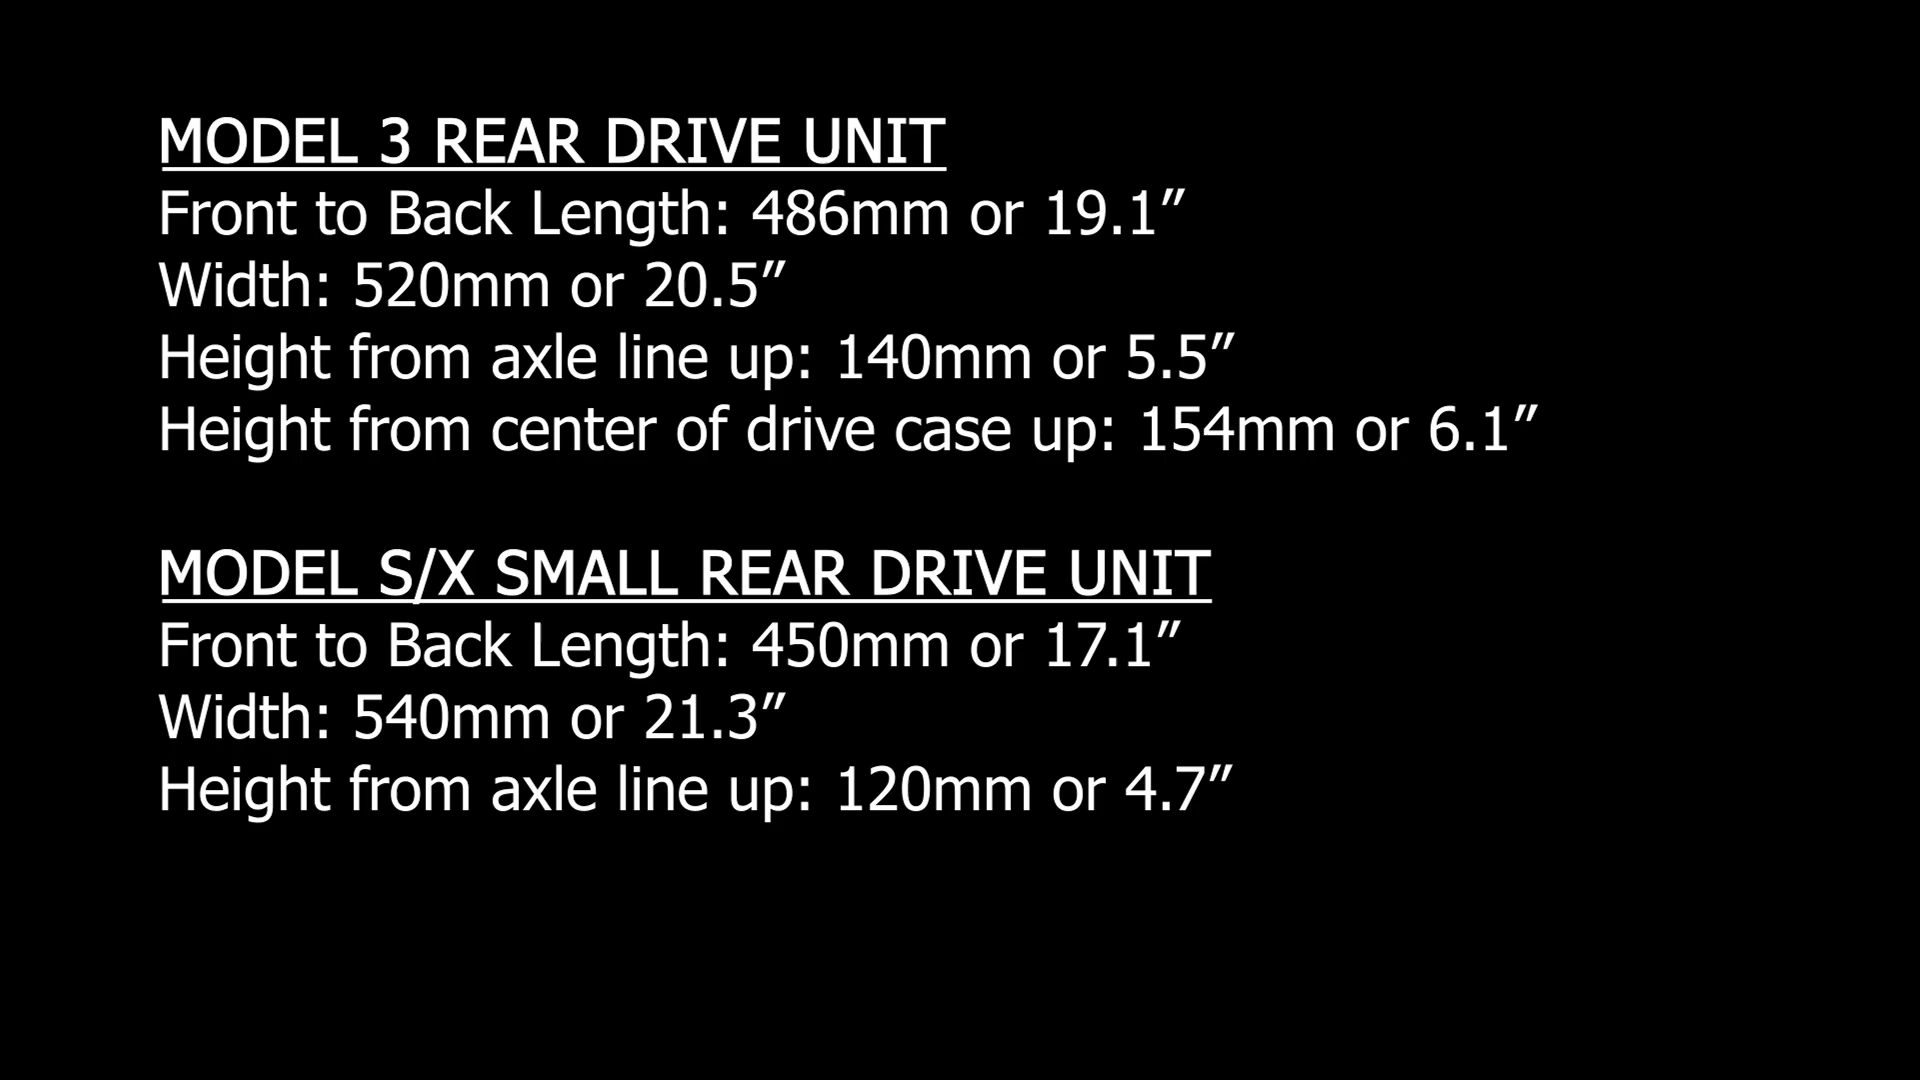 MODEL 3 REAR DRIVE UNIT
Front to Back Length: 486mm or 19.1”
Width: 520mm or 20.5”
Height from axle line up: 140mm or 5.5”
Height from center of drive case up: 154mm or 6.1”
MODEL S/X SMALL REAR DRIVE UNIT
Front to Back Length: 450mm or 17.1”
Width: 540mm or 21.3”
Height from axle line up: 120mm or 4.7”